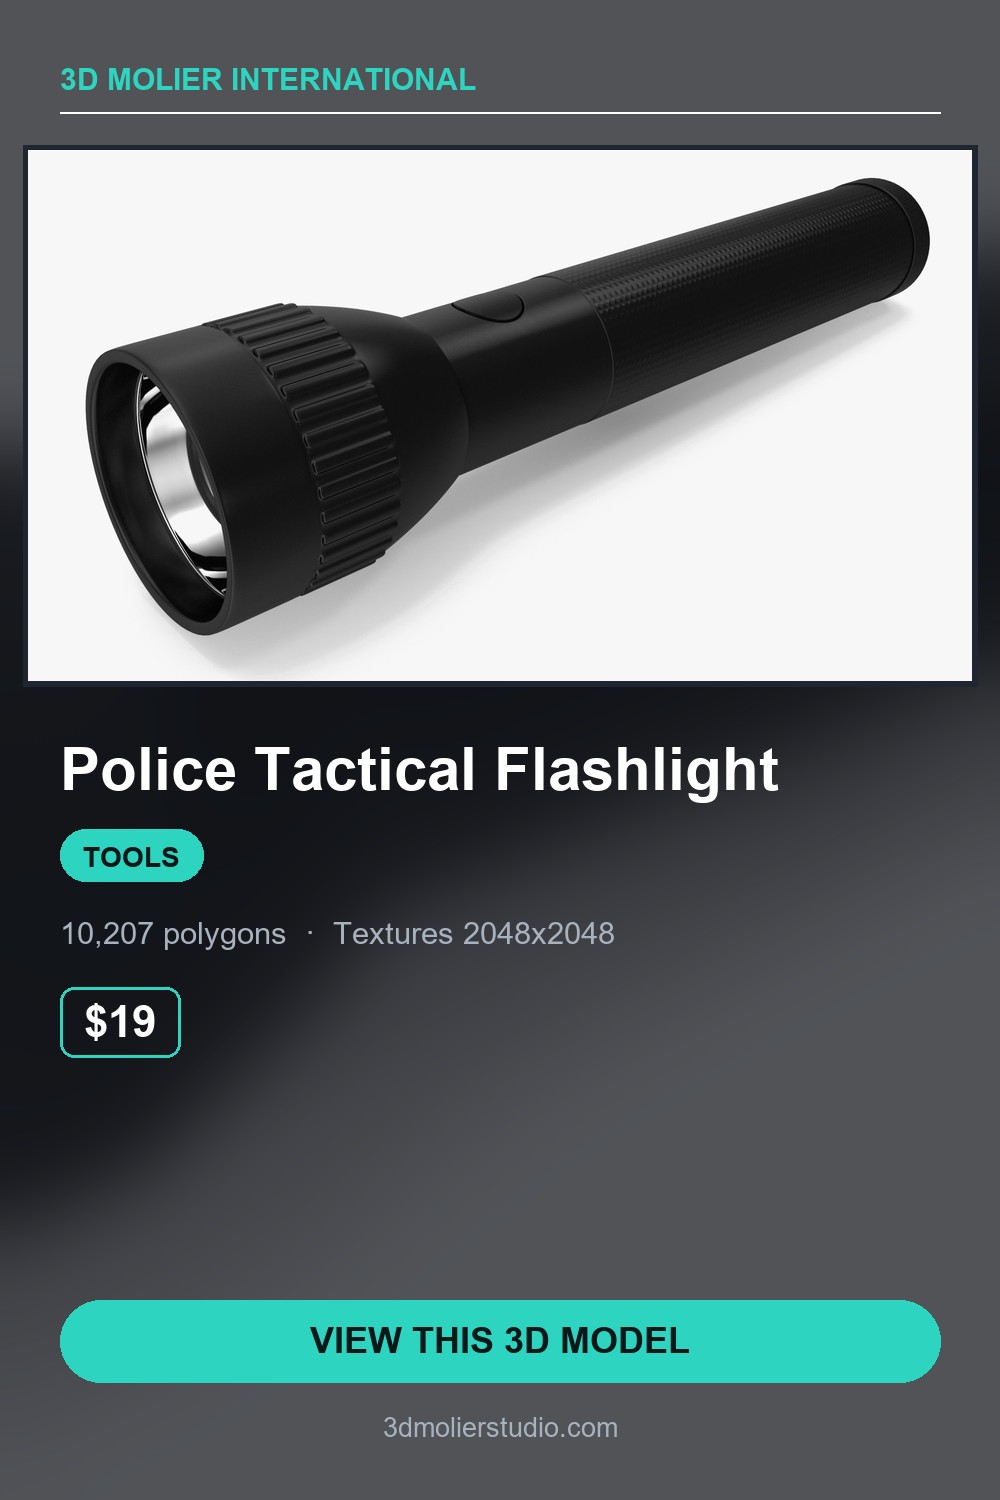 3D MOLIER INTERNATIONAL
Police Tactical Flashlight
TOOLS
10,207 polygons · Textures 2048x2048
$19
VIEW THIS 3D MODEL
3dmolierstudio.com